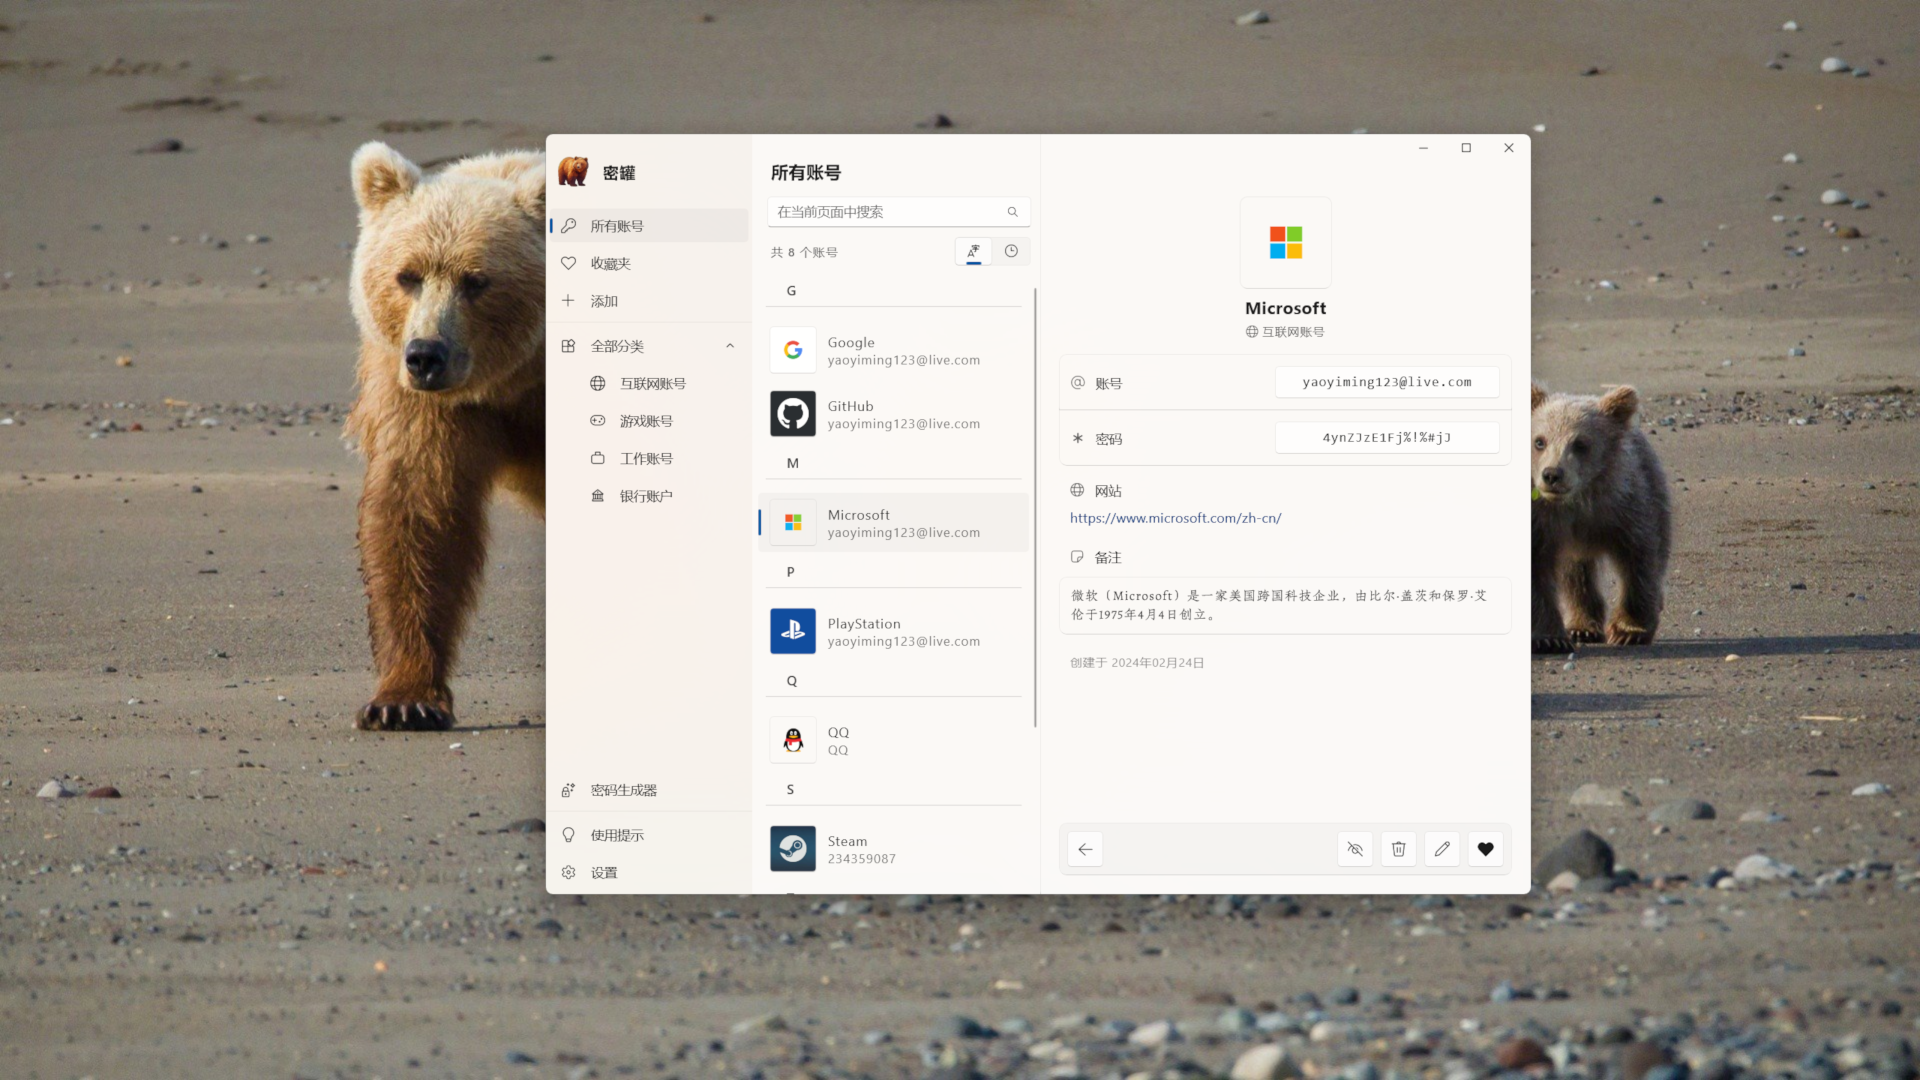 密罐
所有账号
收藏夹
添加
全部分类
互联网账号
游戏账号
工作账号
银行账户
密码生成器
使用提示
设置
所有账号
在当前页面中搜索
共 8 个账号
G
Google
yaoyiming123@live.com
GitHub
yaoyiming123@live.com
M
Microsoft
yaoyiming123@live.com
P
PlayStation
yaoyiming123@live.com
Q
QQ
QQ
S
Steam
234359087
Microsoft
互联网账号
账号
yaoyiming123@live.com
密码
4ynZJzE1Fj%!%#jJ
网站
https://www.microsoft.com/zh-cn/
备注
微软（Microsoft）是一家美国跨国科技企业，由比尔·盖茨和保罗·艾
伦于1975年4月4日创立。
创建于 2024年02月24日